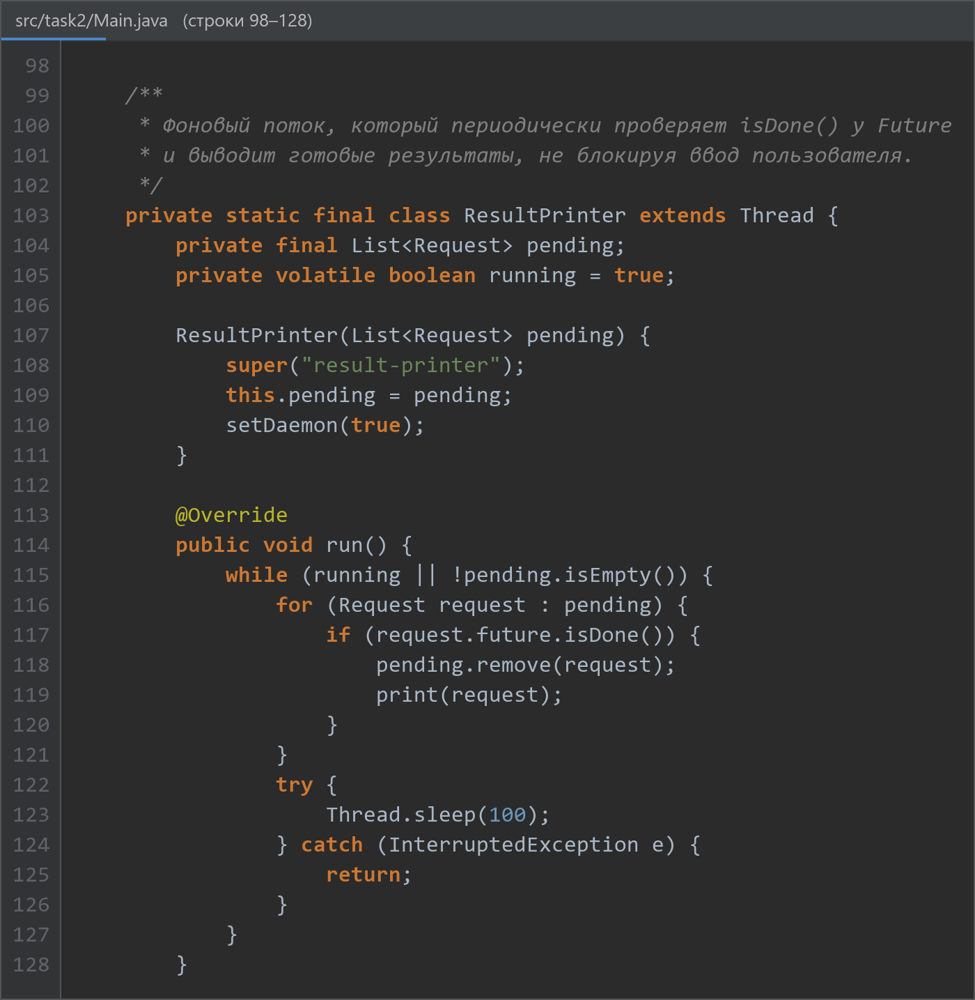 src/task2/Main.java (строки 98–128)
98
99 /**
100 * Фоновый поток, который периодически проверяет isDone() у Future
101 * и выводит готовые результаты, не блокируя ввод пользователя.
102 */
103 private static final class ResultPrinter extends Thread {
104 private final List<Request> pending;
105 private volatile boolean running = true;
106
107 ResultPrinter(List<Request> pending) {
108 super("result-printer");
109 this.pending = pending;
110 setDaemon(true);
111 }
112
113 @Override
114 public void run() {
115 while (running || !pending.isEmpty()) {
116 for (Request request : pending) {
117 if (request.future.isDone()) {
118 pending.remove(request);
119 print(request);
120 }
121 }
122 try {
123 Thread.sleep(100);
124 } catch (InterruptedException e) {
125 return;
126 }
127 }
128 }